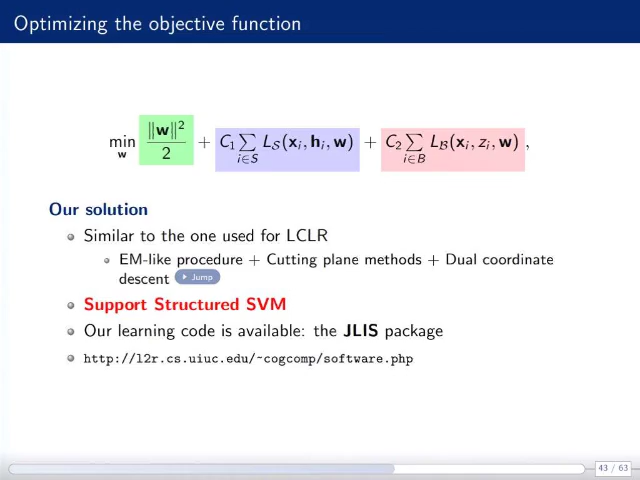 Optimizing the objective function
min_w ‖w‖²/2 + C₁ ∑_{i∈S} L_S(x_i, h_i, w) + C₂ ∑_{i∈B} L_B(x_i, z_i, w),
Our solution
Similar to the one used for LCLR
EM-like procedure + Cutting plane methods + Dual coordinate
descent Jump
Support Structured SVM
Our learning code is available: the JLIS package
http://l2r.cs.uiuc.edu/~cogcomp/software.php
43 / 63